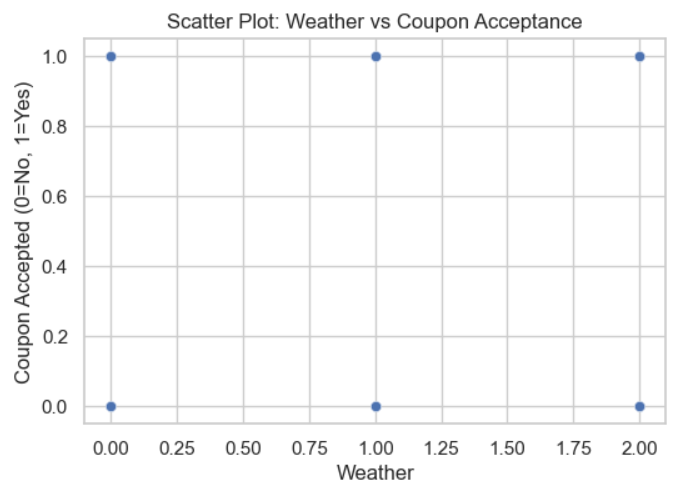 Scatter Plot: Weather vs Coupon Acceptance
Coupon Accepted (0=No, 1=Yes)
1.0
0.8
0.6
0.4
0.2
0.0
0.00 0.25 0.50 0.75 1.00 1.25 1.50 1.75 2.00
Weather